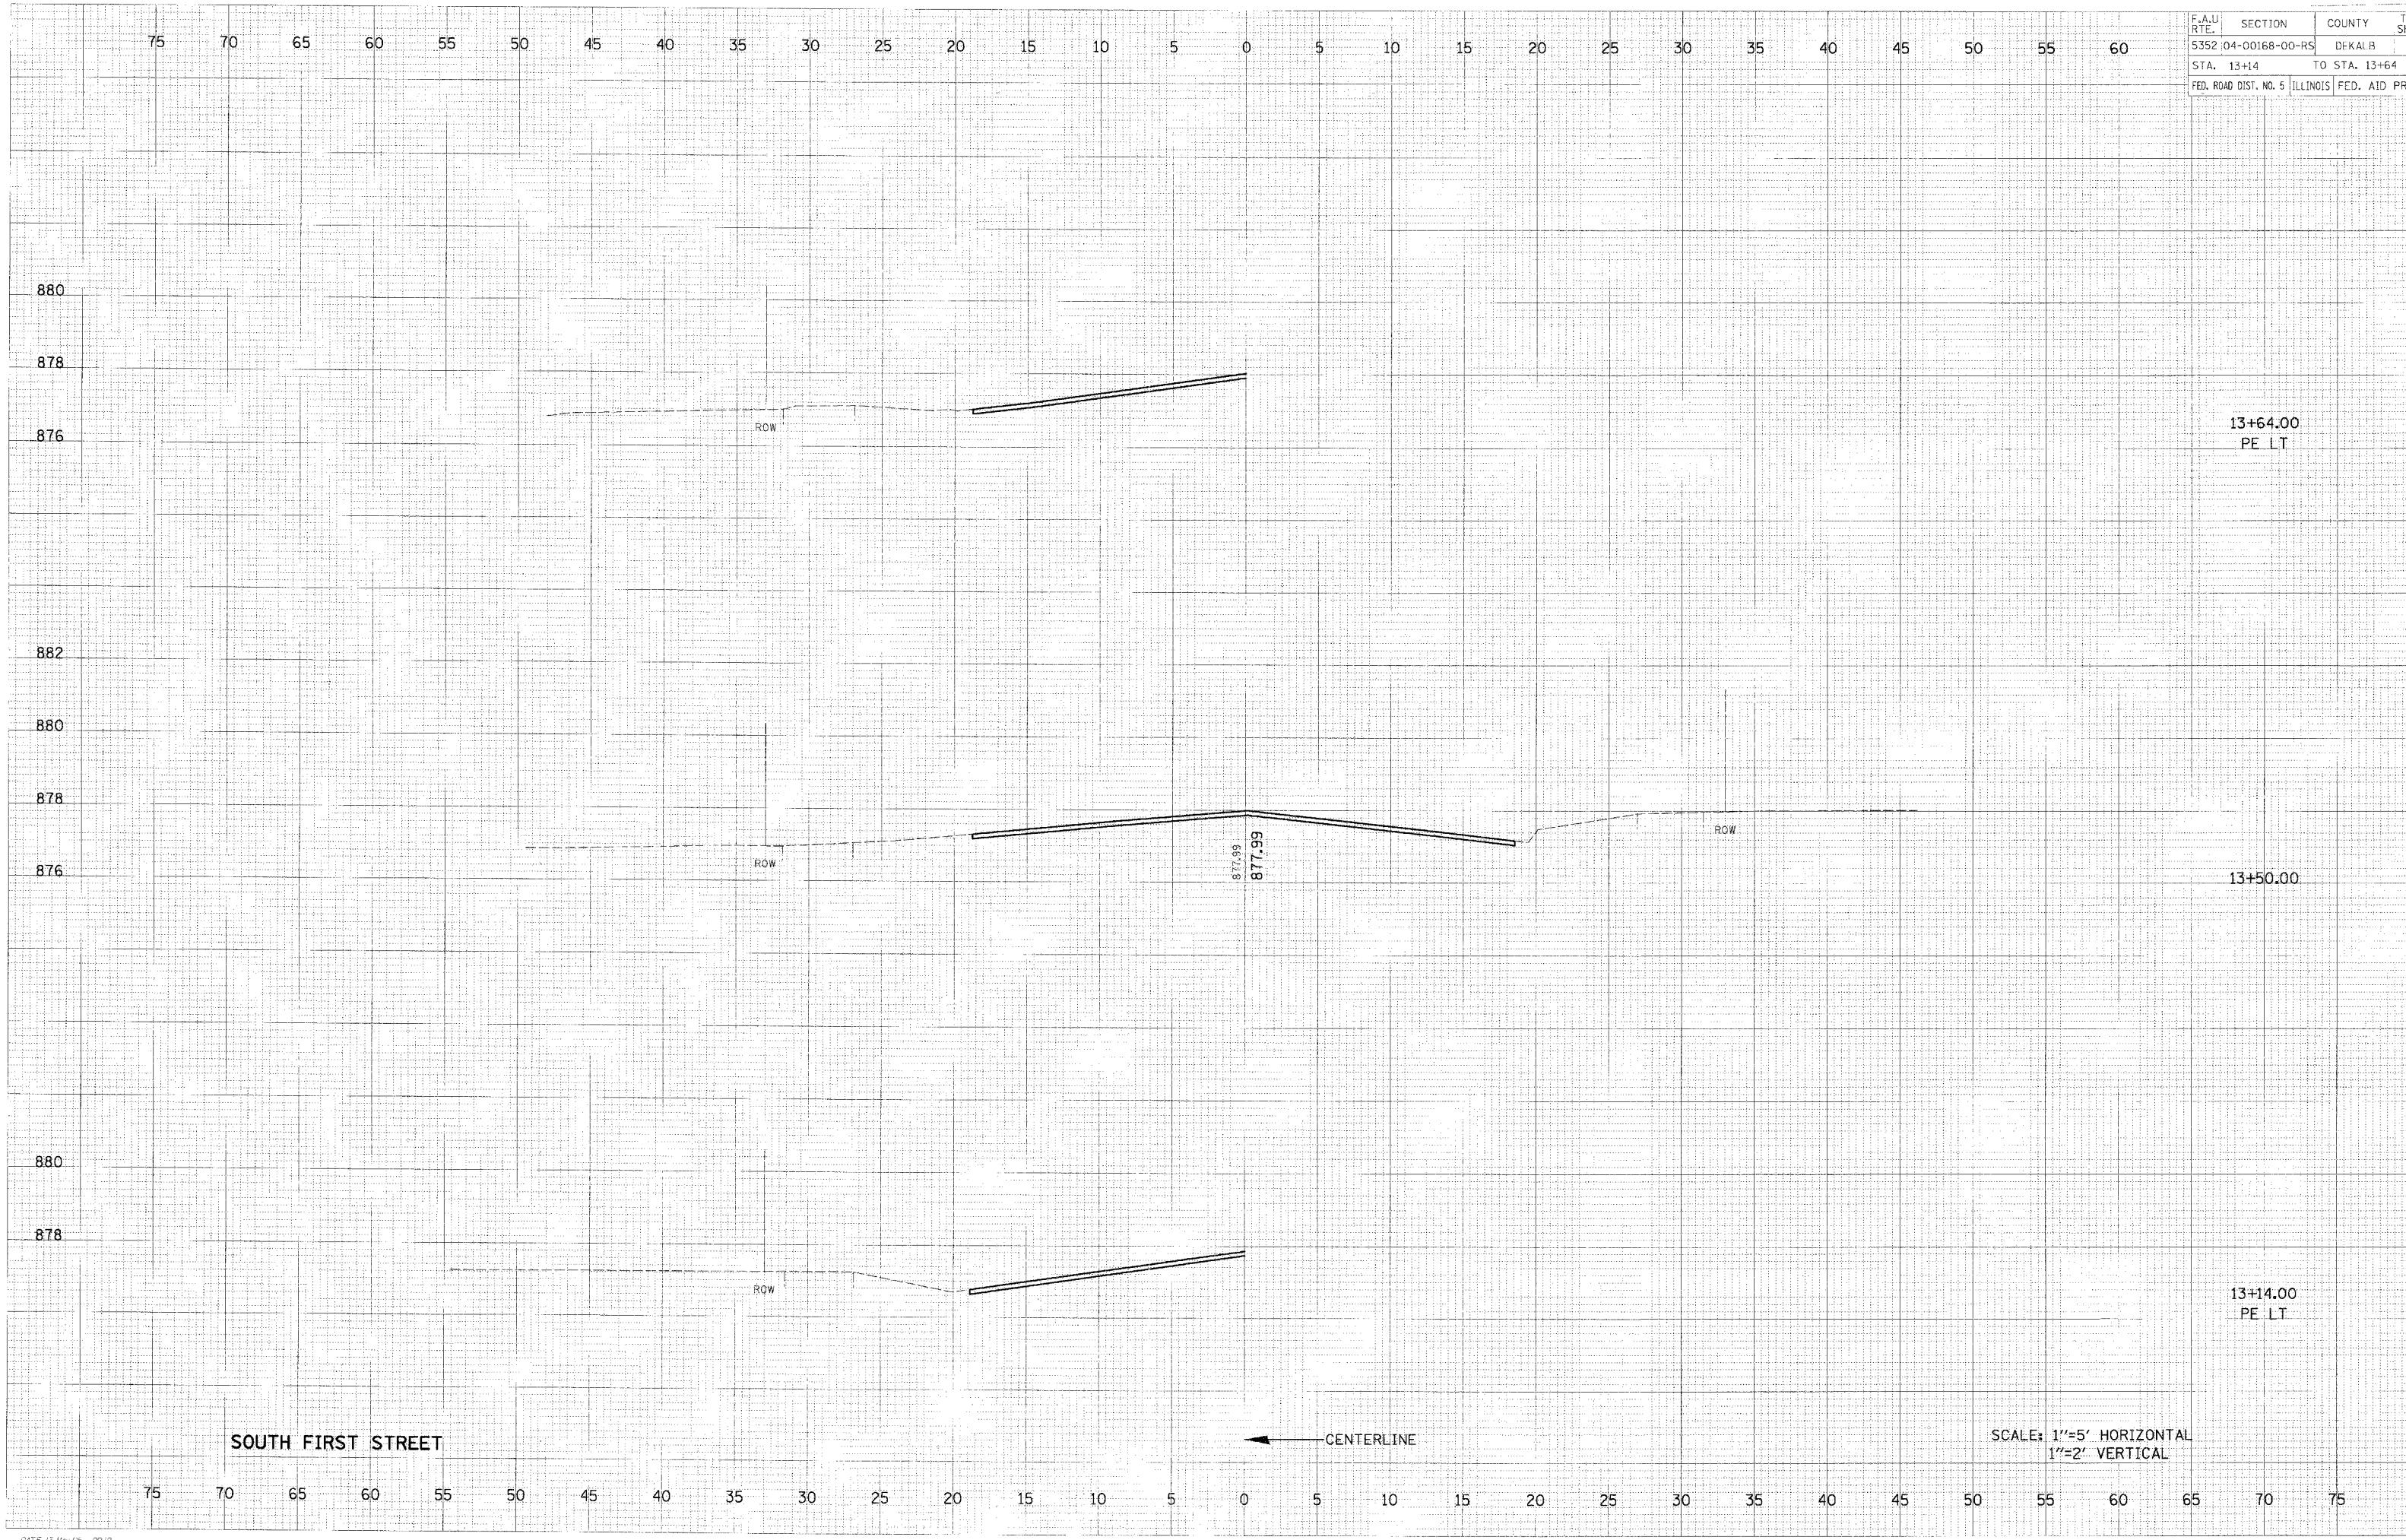 F.A.U RTE. SECTION COUNTY
5352 04-00168-00-RS DEKALB
STA. 13+14 TO STA. 13+64
FED. ROAD DIST. NO. 5 ILLINOIS FED. AID PR
75 70 65 60 55 50 45 40 35 30 25 20 15 10 5 0 5 10 15 20 25 30 35 40 45 50 55 60
880
878
876
ROW
13+64.00
PE LT
882
880
878
876
ROW
877.99
877.99
ROW
13+50.00
880
878
ROW
13+14.00
PE LT
SOUTH FIRST STREET
CENTERLINE
SCALE: 1"=5' HORIZONTAL
1"=2' VERTICAL
75 70 65 60 55 50 45 40 35 30 25 20 15 10 5 0 5 10 15 20 25 30 35 40 45 50 55 60 65 70 75